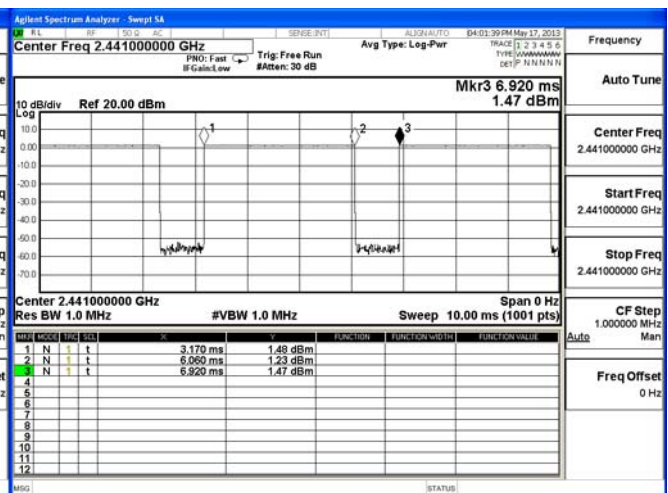 Agilent Spectrum Analyzer - Swept SA
RL RF 50 Ω AC SENSE:INT ALIGNAUTO 04:01:39 PM May 17, 2013
Center Freq 2.441000000 GHz
PNO: Fast
IFGain:Low
Trig: Free Run
#Atten: 30 dB
Avg Type: Log-Pwr
TRACE 1 2 3 4 5 6
TYPE WWWWWWW
DET P N N N N N
Mkr3 6.920 ms
1.47 dBm
10 dB/div Ref 20.00 dBm
Log
10.0
0.00
-10.0
-20.0
-30.0
-40.0
-50.0
-60.0
-70.0
1
2
3
Center 2.441000000 GHz Span 0 Hz
Res BW 1.0 MHz #VBW 1.0 MHz Sweep 10.00 ms (1001 pts)
MKR MODE TRC SCL X Y FUNCTION FUNCTION WIDTH FUNCTION VALUE
1 N 1 t 3.170 ms 1.48 dBm
2 N 1 t 6.060 ms 1.23 dBm
3 N 1 t 6.920 ms 1.47 dBm
4
5
6
7
8
9
10
11
12
MSG STATUS
Frequency
Auto Tune
Center Freq
2.441000000 GHz
Start Freq
2.441000000 GHz
Stop Freq
2.441000000 GHz
CF Step
1.000000 MHz
Auto Man
Freq Offset
0 Hz